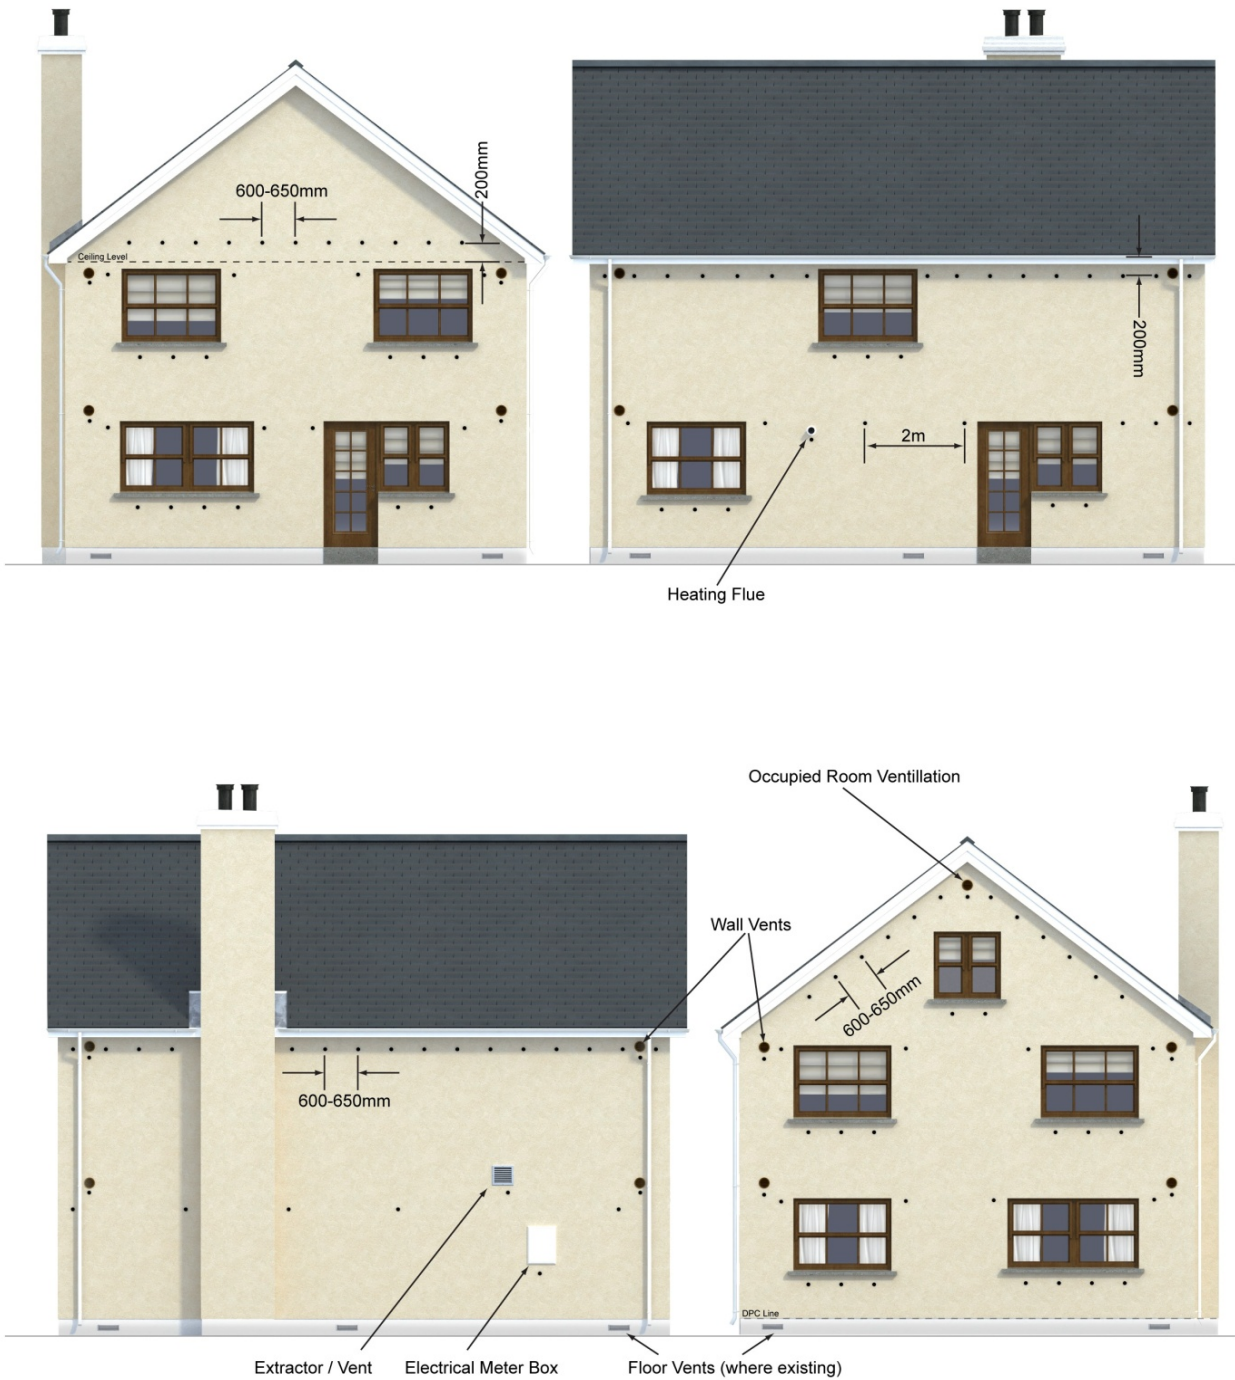 600-650mm
200mm
Ceiling Level
200mm
2m
Heating Flue
Occupied Room Ventillation
Wall Vents
600-650mm
600-650mm
DPC Line
Extractor / Vent
Electrical Meter Box
Floor Vents (where existing)